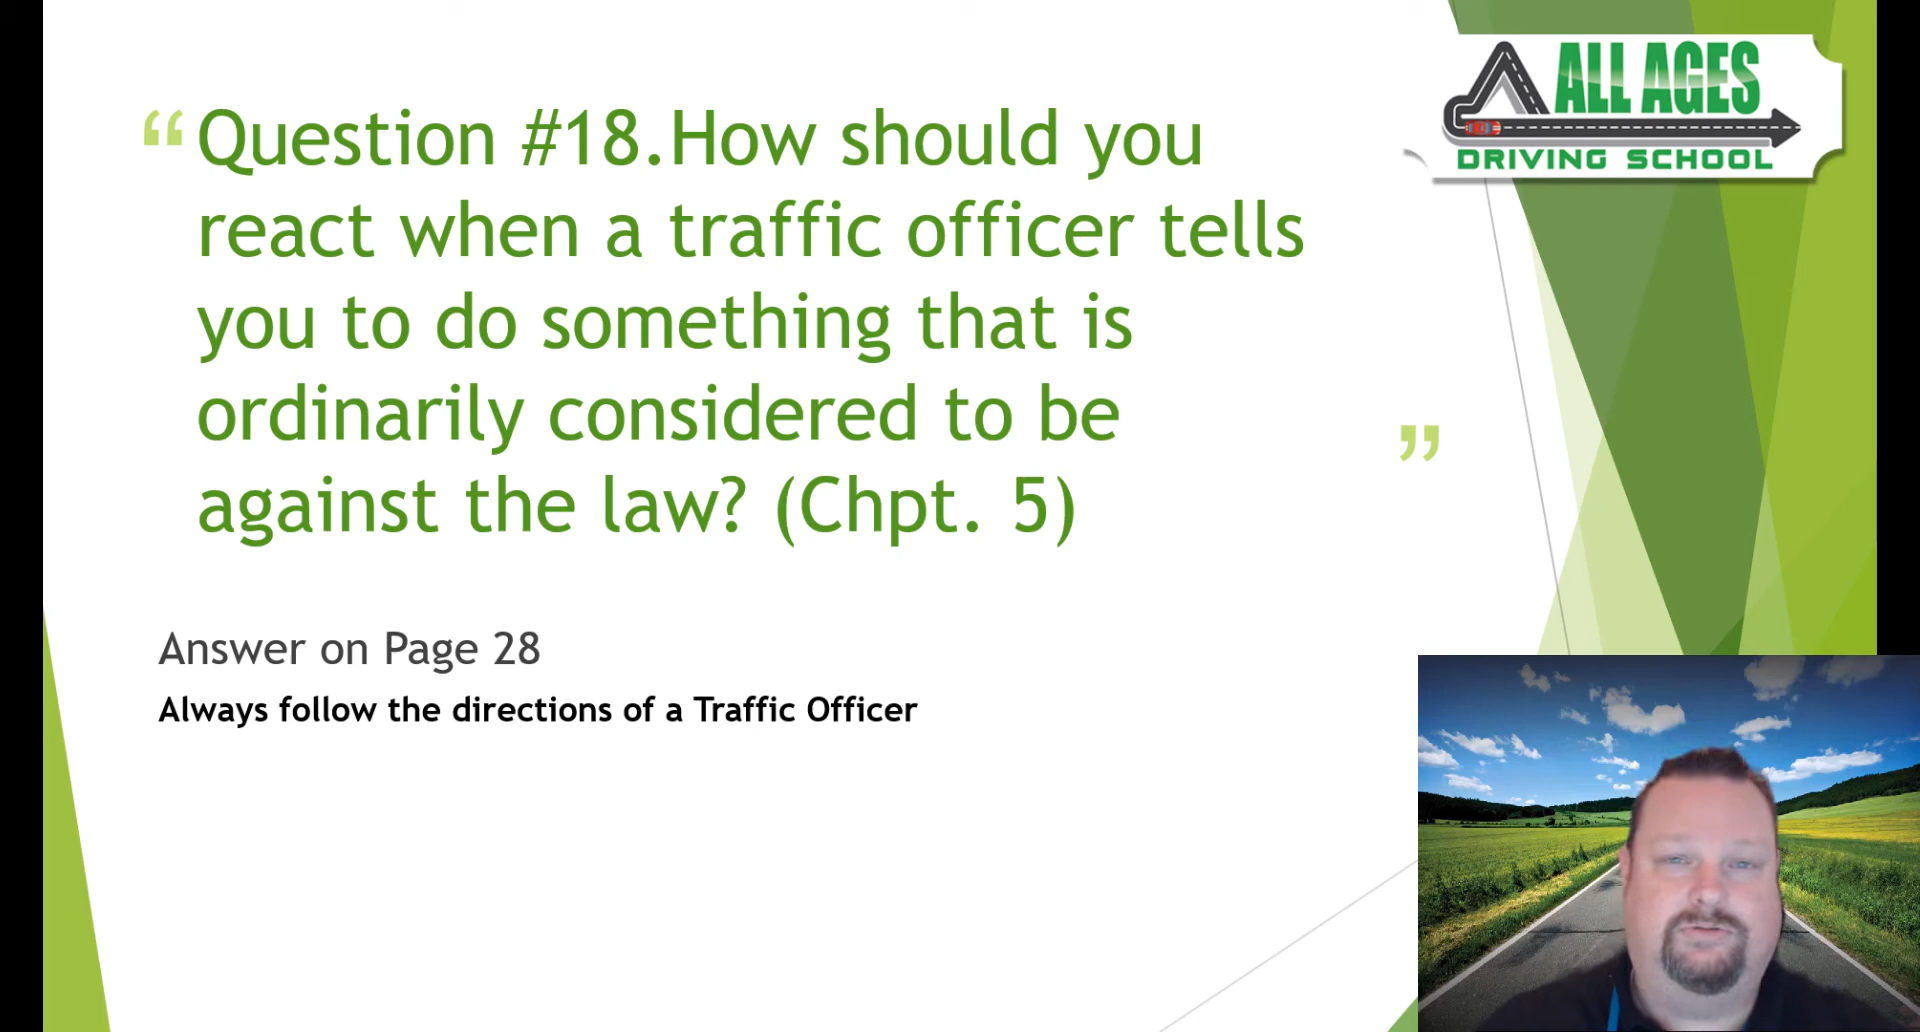 ALL AGES
DRIVING SCHOOL
“Question #18.How should you
react when a traffic officer tells
you to do something that is
ordinarily considered to be
against the law? (Chpt. 5)
”
Answer on Page 28
Always follow the directions of a Traffic Officer